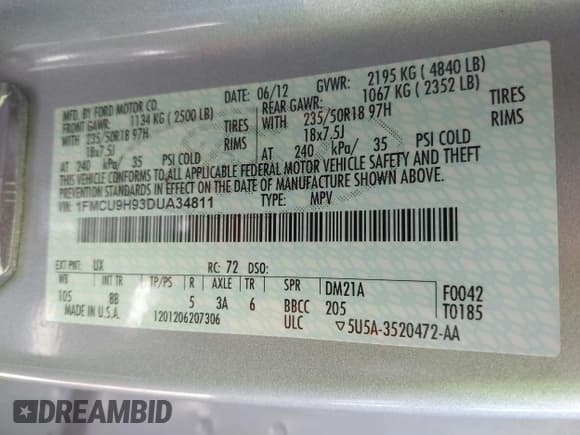 MFD. BY FORD MOTOR CO. DATE: 06/12 GVWR: 2195 KG ( 4840 LB)
FRONT GAWR: 1134 KG ( 2500 LB) REAR GAWR: 1067 KG ( 2352 LB)
WITH 235/50R18 97H TIRES WITH 235/50R18 97H TIRES
18x7.5J RIMS 18x7.5J RIMS
AT 240 kPa/ 35 PSI COLD AT 240 kPa/ 35 PSI COLD
THIS VEHICLE CONFORMS TO ALL APPLICABLE FEDERAL MOTOR VEHICLE SAFETY AND THEFT
PREVENTION STANDARDS IN EFFECT ON THE DATE OF MANUFACTURE SHOWN ABOVE.
1FMCU9H93DUA34811 TYPE: MPV
EXT PNT: UX RC: 72 DSO:
WB INT TR TP/PS R AXLE TR SPR DM21A F0042
105 BB 5 3A 6 BBCC 205 T0185
MADE IN U.S.A. 1201206207306 ULC ▽5U5A-3520472-AA
DREAMBID